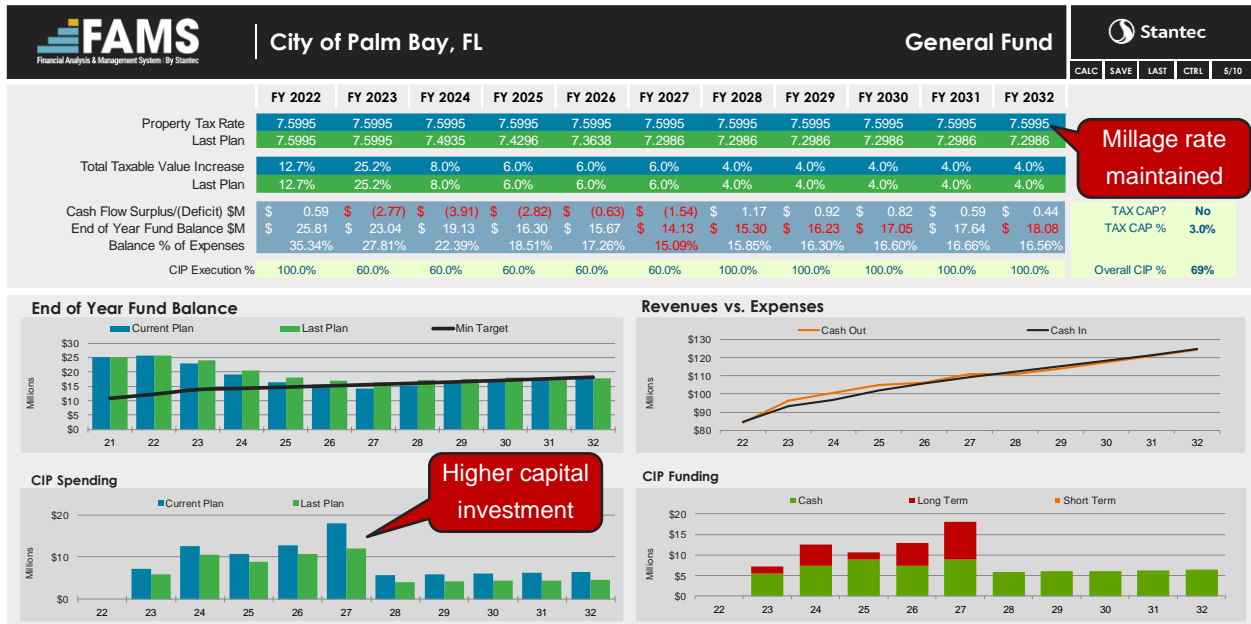 FAMS
Financial Analysis & Management System | By Stantec
City of Palm Bay, FL
General Fund
Stantec
CALC SAVE LAST CTRL 5/10
FY 2022 FY 2023 FY 2024 FY 2025 FY 2026 FY 2027 FY 2028 FY 2029 FY 2030 FY 2031 FY 2032
Property Tax Rate 7.5995 7.5995 7.5995 7.5995 7.5995 7.5995 7.5995 7.5995 7.5995 7.5995 7.5995
Last Plan 7.5995 7.5995 7.4935 7.4296 7.3638 7.2986 7.2986 7.2986 7.2986 7.2986 7.2986
Millage rate
maintained
Total Taxable Value Increase 12.7% 25.2% 8.0% 6.0% 6.0% 6.0% 4.0% 4.0% 4.0% 4.0% 4.0%
Last Plan 12.7% 25.2% 8.0% 6.0% 6.0% 6.0% 4.0% 4.0% 4.0% 4.0% 4.0%
Cash Flow Surplus/(Deficit) $M $ 0.59 $ (2.77) $ (3.91) $ (2.82) $ (0.63) $ (1.54) $ 1.17 $ 0.92 $ 0.82 $ 0.59 $ 0.44 TAX CAP? No
End of Year Fund Balance $M $ 25.81 $ 23.04 $ 19.13 $ 16.30 $ 15.67 $ 14.13 $ 15.30 $ 16.23 $ 17.05 $ 17.64 $ 18.08 TAX CAP % 3.0%
Balance % of Expenses 35.34% 27.81% 22.39% 18.51% 17.26% 15.09% 15.85% 16.30% 16.60% 16.66% 16.56%
CIP Execution % 100.0% 60.0% 60.0% 60.0% 60.0% 60.0% 100.0% 100.0% 100.0% 100.0% 100.0% Overall CIP % 69%
End of Year Fund Balance
Current Plan Last Plan Min Target
Millions
$30
$25
$20
$15
$10
$5
$0
21 22 23 24 25 26 27 28 29 30 31 32
Revenues vs. Expenses
Cash Out Cash In
Millions
$130
$120
$110
$100
$90
$80
22 23 24 25 26 27 28 29 30 31 32
CIP Spending
Current Plan Last Plan
Higher capital
investment
Millions
$20
$10
$0
22 23 24 25 26 27 28 29 30 31 32
CIP Funding
Cash Long Term Short Term
Millions
$20
$15
$10
$5
$0
22 23 24 25 26 27 28 29 30 31 32